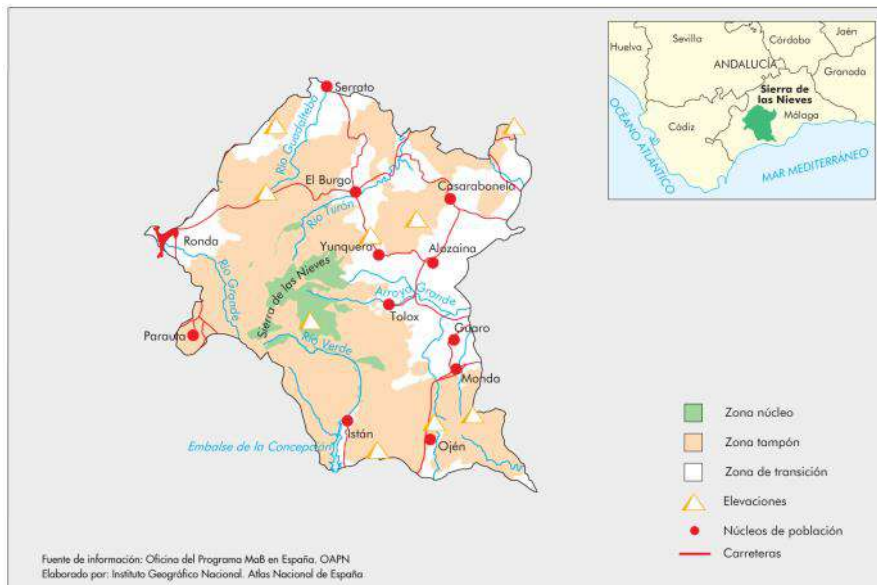 Huelva
Sevilla
Córdoba
Jaén
ANDALUCÍA
Granada
Sierra de
las Nieves
Málaga
Cádiz
OCÉANO ATLÁNTICO
MAR MEDITERRÁNEO
Serrato
Río Guadalteba
El Burgo
Casarabonela
Río Turón
Ronda
Yunquera
Alozaina
Río Grande
Sierra de las Nieves
Arroyo Grande
Tolox
Guaro
Parauta
Río Verde
Monda
Istán
Embalse de la Concepción
Ojén
Zona núcleo
Zona tampón
Zona de transición
Elevaciones
Núcleos de población
Carreteras
Fuente de información: Oficina del Programa MaB en España. OAPN
Elaborado por: Instituto Geográfico Nacional. Atlas Nacional de España